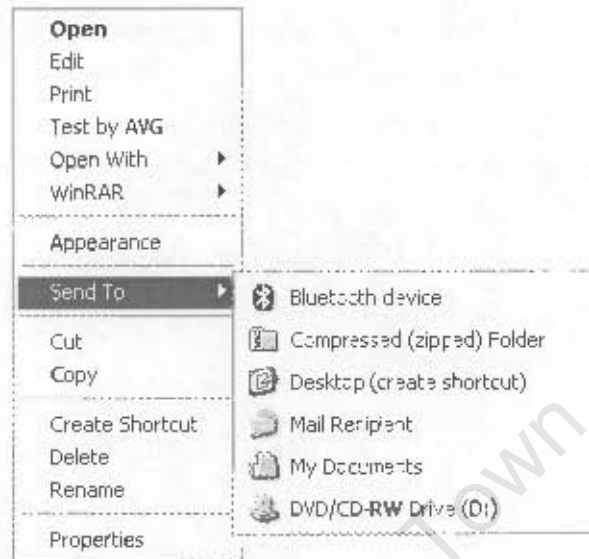 Open
Edit
Print
Test by AVG
Open With
WinRAR
Appearance
Send To
Cut
Copy
Create Shortcut
Delete
Rename
Properties
Bluetooth device
Compressed (zipped) Folder
Desktop (create shortcut)
Mail Recipient
My Documents
DVD/CD-RW Drive (D:)
Town